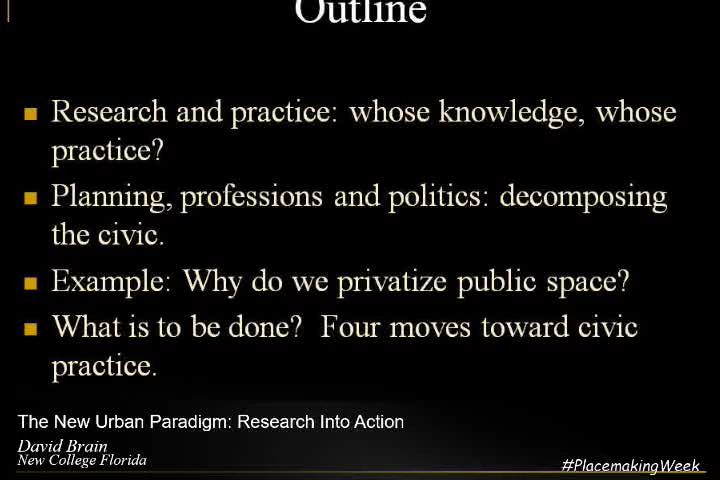 Outline
Research and practice: whose knowledge, whose
practice?
Planning, professions and politics: decomposing
the civic.
Example: Why do we privatize public space?
What is to be done? Four moves toward civic
practice.
The New Urban Paradigm: Research Into Action
David Brain
New College Florida
#PlacemakingWeek